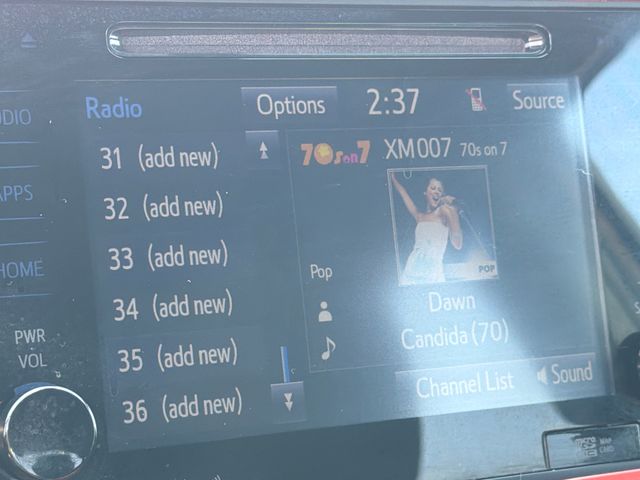 Radio
Options
2:37
Source
AUDIO
APPS
HOME
PWR
VOL
31 (add new)
32 (add new)
33 (add new)
34 (add new)
35 (add new)
36 (add new)
70s on 7
XM007 70s on 7
POP
Pop
Dawn
Candida (70)
Channel List
Sound
micro SD
MAP
CARD